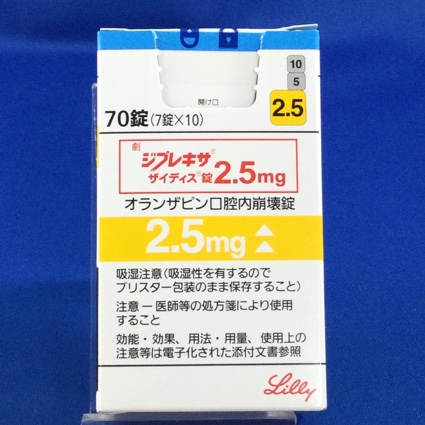 10
5
2.5
開け口
70錠(7錠×10)
劇
ジプレキサ®
ザイディス®錠2.5mg
オランザピン口腔内崩壊錠
2.5mg
吸湿注意(吸湿性を有するので
ブリスター包装のまま保存すること)
注意ー医師等の処方箋により使用
すること
効能・効果、用法・用量、使用上の
注意等は電子化された添付文書参照
Lilly